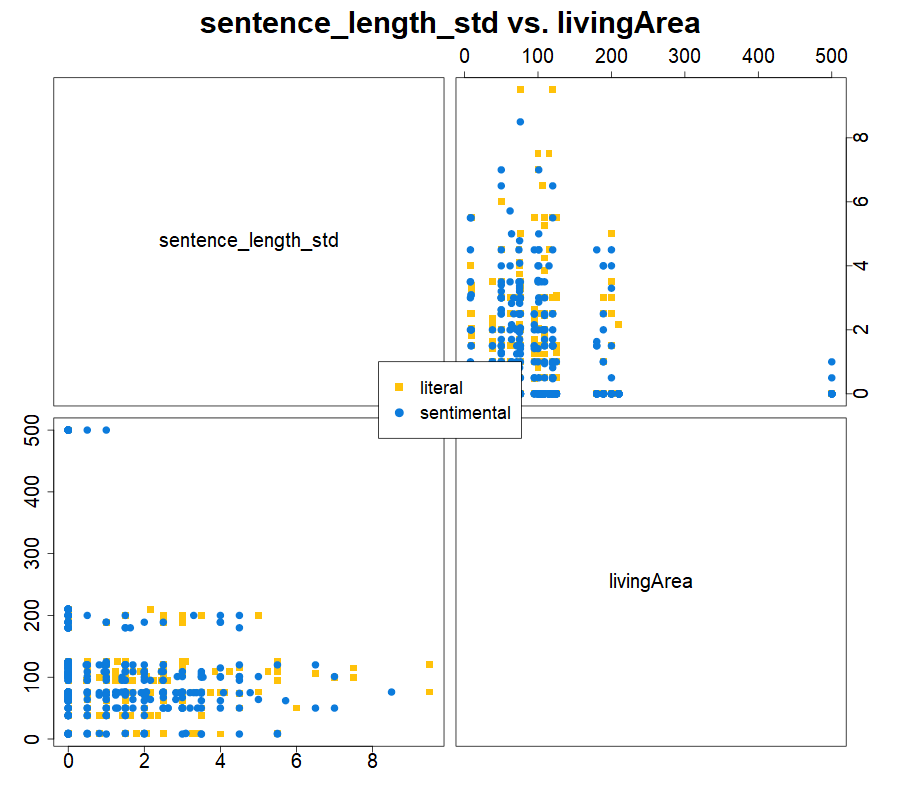 sentence_length_std vs. livingArea
0 100 200 300 400 500
sentence_length_std
0 2 4 6 8
literal
sentimental
0 100 200 300 400 500
livingArea
0 2 4 6 8